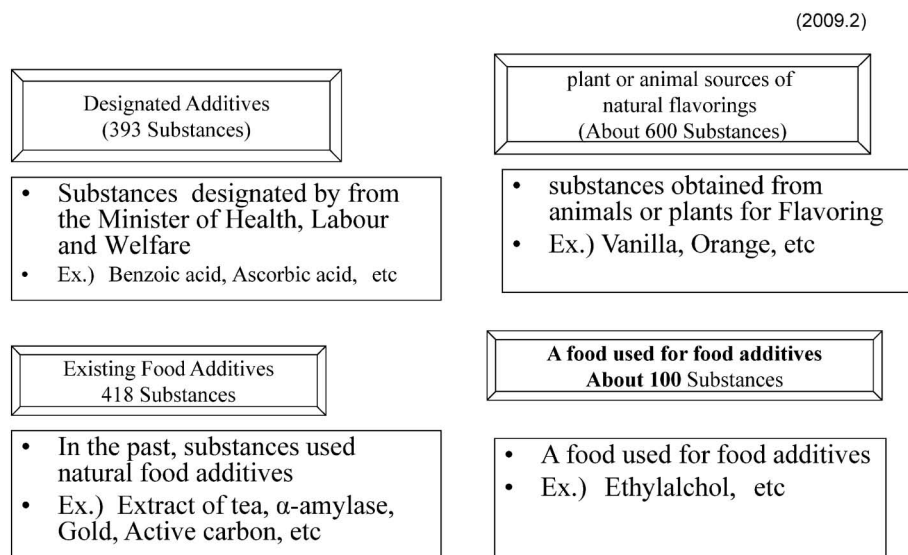 (2009.2)
Designated Additives
(393 Substances)
• Substances designated by from
the Minister of Health, Labour
and Welfare
• Ex.) Benzoic acid, Ascorbic acid, etc
plant or animal sources of
natural flavorings
(About 600 Substances)
• substances obtained from
animals or plants for Flavoring
• Ex.) Vanilla, Orange, etc
Existing Food Additives
418 Substances
• In the past, substances used
natural food additives
• Ex.) Extract of tea, α-amylase,
Gold, Active carbon, etc
A food used for food additives
About 100 Substances
• A food used for food additives
• Ex.) Ethylalchol, etc